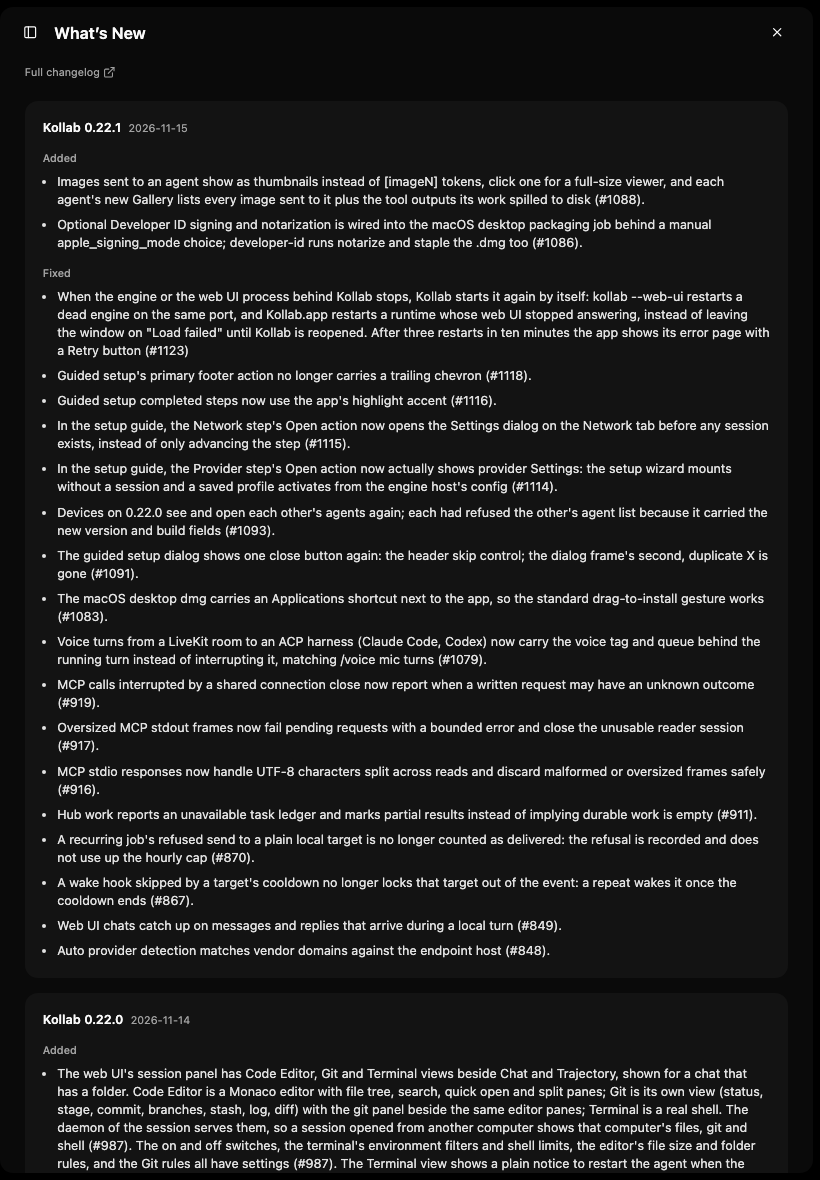 What's New
Full changelog
Kollab 0.22.1 2026-11-15
Added
• Images sent to an agent show as thumbnails instead of [imageN] tokens, click one for a full-size viewer, and each
agent's new Gallery lists every image sent to it plus the tool outputs its work spilled to disk (#1088).
• Optional Developer ID signing and notarization is wired into the macOS desktop packaging job behind a manual
apple_signing_mode choice; developer-id runs notarize and staple the .dmg too (#1086).
Fixed
• When the engine or the web UI process behind Kollab stops, Kollab starts it again by itself: kollab --web-ui restarts a
dead engine on the same port, and Kollab.app restarts a runtime whose web UI stopped answering, instead of leaving
the window on "Load failed" until Kollab is reopened. After three restarts in ten minutes the app shows its error page with
a Retry button (#1123)
• Guided setup's primary footer action no longer carries a trailing chevron (#1118).
• Guided setup completed steps now use the app's highlight accent (#1116).
• In the setup guide, the Network step's Open action now opens the Settings dialog on the Network tab before any session
exists, instead of only advancing the step (#1115).
• In the setup guide, the Provider step's Open action now actually shows provider Settings: the setup wizard mounts
without a session and a saved profile activates from the engine host's config (#1114).
• Devices on 0.22.0 see and open each other's agents again; each had refused the other's agent list because it carried the
new version and build fields (#1093).
• The guided setup dialog shows one close button again: the header skip control; the dialog frame's second, duplicate X is
gone (#1091).
• The macOS desktop dmg carries an Applications shortcut next to the app, so the standard drag-to-install gesture works
(#1083).
• Voice turns from a LiveKit room to an ACP harness (Claude Code, Codex) now carry the voice tag and queue behind the
running turn instead of interrupting it, matching /voice mic turns (#1079).
• MCP calls interrupted by a shared connection close now report when a written request may have an unknown outcome
(#919).
• Oversized MCP stdout frames now fail pending requests with a bounded error and close the unusable reader session
(#917).
• MCP stdio responses now handle UTF-8 characters split across reads and discard malformed or oversized frames safely
(#916).
• Hub work reports an unavailable task ledger and marks partial results instead of implying durable work is empty (#911).
• A recurring job's refused send to a plain local target is no longer counted as delivered: the refusal is recorded and does
not use up the hourly cap (#870).
• A wake hook skipped by a target's cooldown no longer locks that target out of the event: a repeat wakes it once the
cooldown ends (#867).
• Web UI chats catch up on messages and replies that arrive during a local turn (#849).
• Auto provider detection matches vendor domains against the endpoint host (#848).
Kollab 0.22.0 2026-11-14
Added
• The web UI's session panel has Code Editor, Git and Terminal views beside Chat and Trajectory, shown for a chat that
has a folder. Code Editor is a Monaco editor with file tree, search, quick open and split panes; Git is its own view (status,
stage, commit, branches, stash, log, diff) with the git panel beside the same editor panes; Terminal is a real shell. The
daemon of the session serves them, so a session opened from another computer shows that computer's files, git and
shell (#987). The on and off switches, the terminal's environment filters and shell limits, the editor's file size and folder
rules, and the Git rules all have settings (#987). The Terminal view shows a plain notice to restart the agent when the